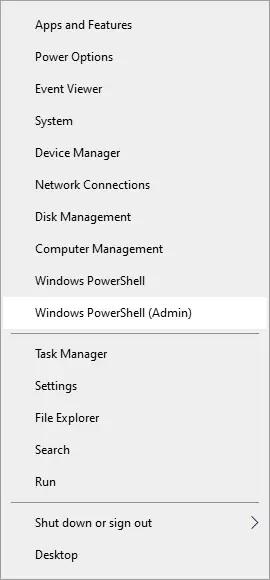 Apps and Features
Power Options
Event Viewer
System
Device Manager
Network Connections
Disk Management
Computer Management
Windows PowerShell
Windows PowerShell (Admin)
Task Manager
Settings
File Explorer
Search
Run
Shut down or sign out
Desktop